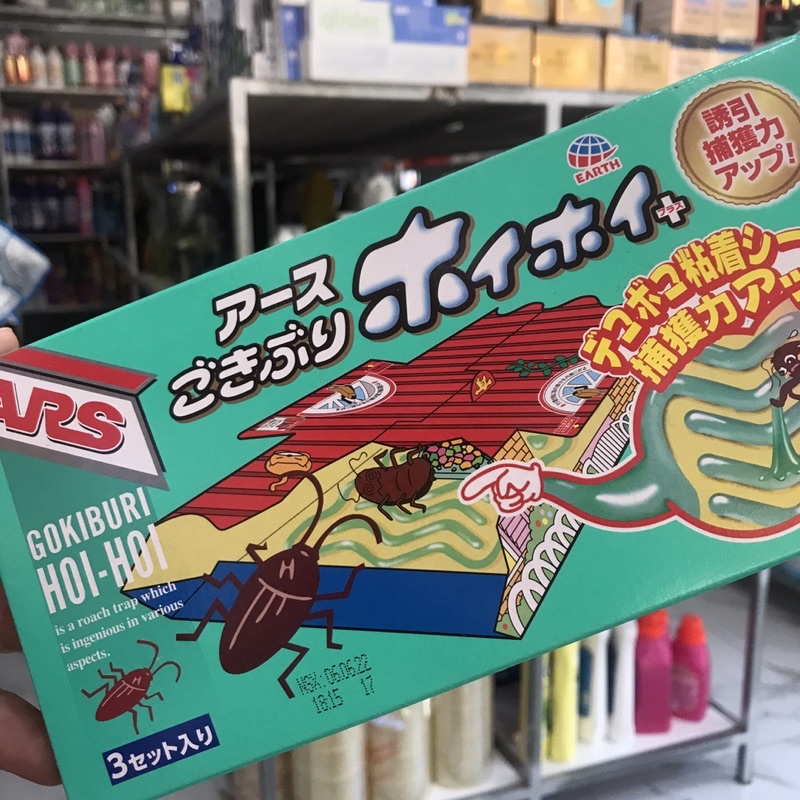 誘引
捕獲力
アップ!
EARTH
アース
ごきぶり
ホイホイ+
プラス
デコボコ粘着シー
捕獲力アッ
ARS
GOKIBURI
HOI-HOI
is a roach trap which
is ingenious in various
aspects.
NSX: 06.06.22
18:15 17
3セット入り